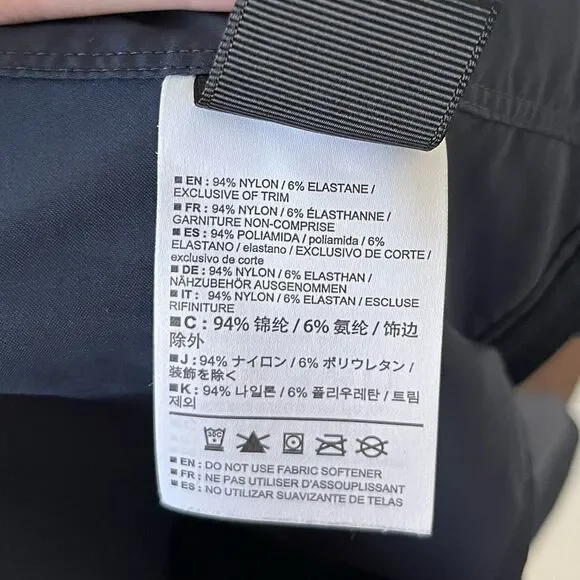 EN : 94% NYLON / 6% ELASTANE /
EXCLUSIVE OF TRIM
FR : 94% NYLON / 6% ÉLASTHANNE /
GARNITURE NON-COMPRISE
ES : 94% POLIAMIDA / poliamida / 6%
ELASTANO / elastano / EXCLUSIVO DE CORTE /
exclusivo de corte
DE : 94% NYLON / 6% ELASTHAN /
NÄHZUBEHÖR AUSGENOMMEN
IT : 94% NYLON / 6% ELASTAN / ESCLUSE
RIFINITURE
C : 94% 锦纶 / 6% 氨纶 / 饰边
除外
J : 94% ナイロン / 6% ポリウレタン /
装飾を除く
K : 94% 나일론 / 6% 폴리우레탄 / 트림
제외
EN : DO NOT USE FABRIC SOFTENER
FR : NE PAS UTILISER D'ASSOUPLISSANT
ES : NO UTILIZAR SUAVIZANTE DE TELAS